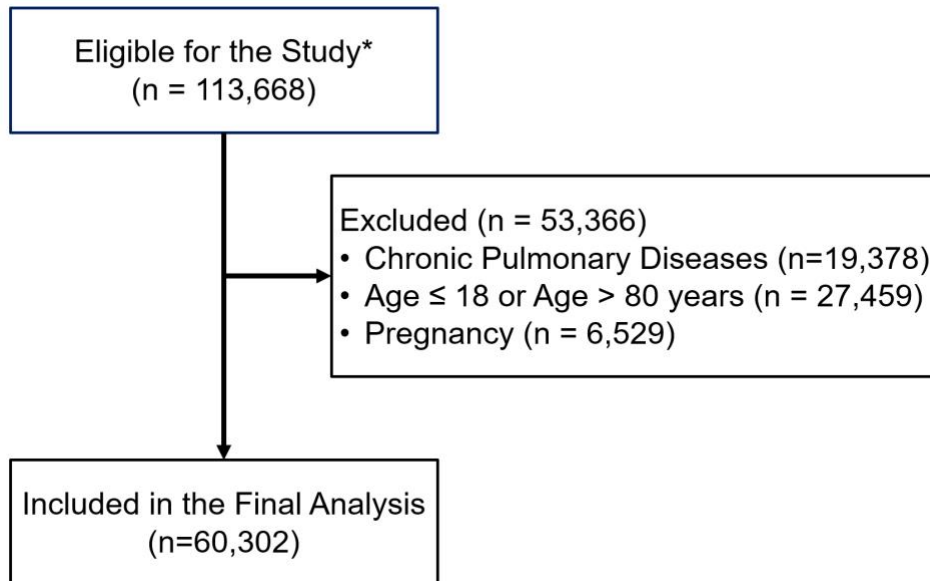 Eligible for the Study*
(n = 113,668)
Excluded (n = 53,366)
• Chronic Pulmonary Diseases (n=19,378)
• Age ≤ 18 or Age > 80 years (n = 27,459)
• Pregnancy (n = 6,529)
Included in the Final Analysis
(n=60,302)